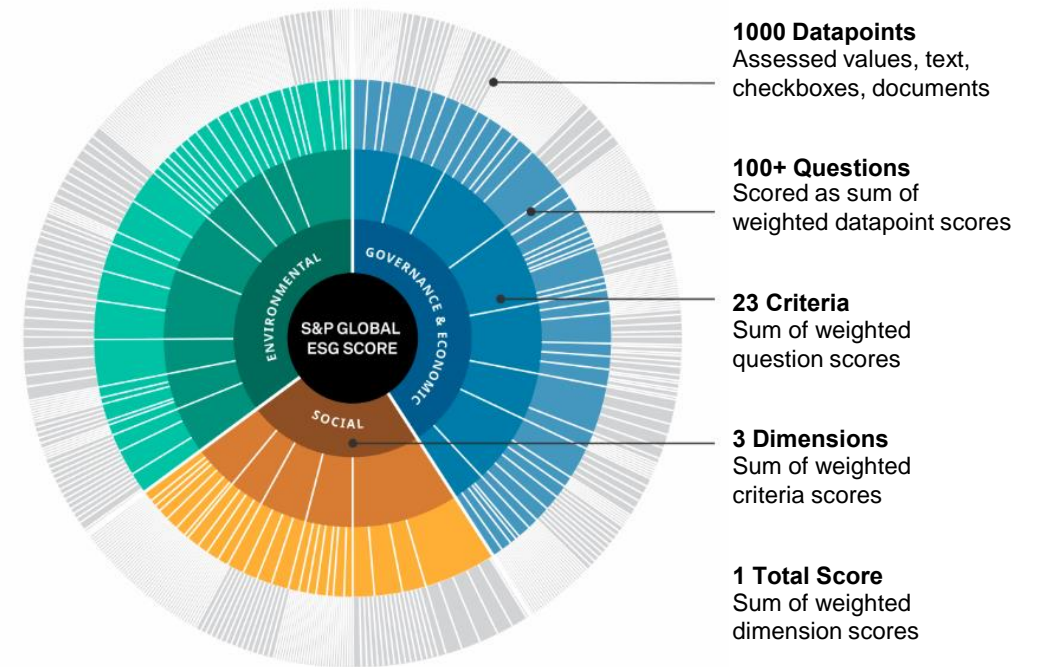 1000 Datapoints
Assessed values, text,
checkboxes, documents
100+ Questions
Scored as sum of
weighted datapoint scores
23 Criteria
Sum of weighted
question scores
3 Dimensions
Sum of weighted
criteria scores
1 Total Score
Sum of weighted
dimension scores
ENVIRONMENTAL
GOVERNANCE & ECONOMIC
S&P GLOBAL
ESG SCORE
SOCIAL